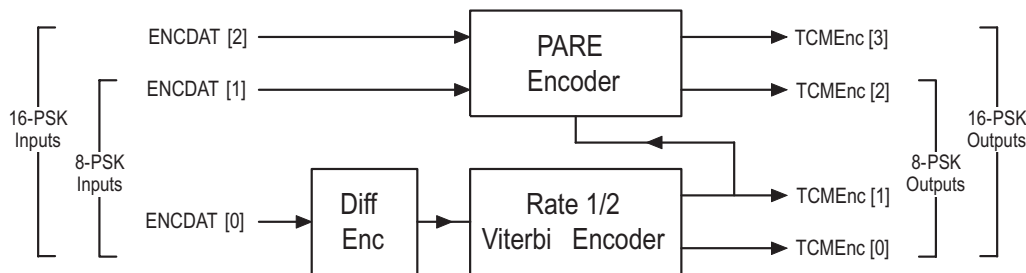 ENCDAT [2]
PARE
Encoder
TCMEnc [3]
ENCDAT [1]
TCMEnc [2]
16-PSK
Inputs
8-PSK
Inputs
16-PSK
Outputs
8-PSK
Outputs
ENCDAT [0]
Diff
Enc
Rate 1/2
Viterbi Encoder
TCMEnc [1]
TCMEnc [0]